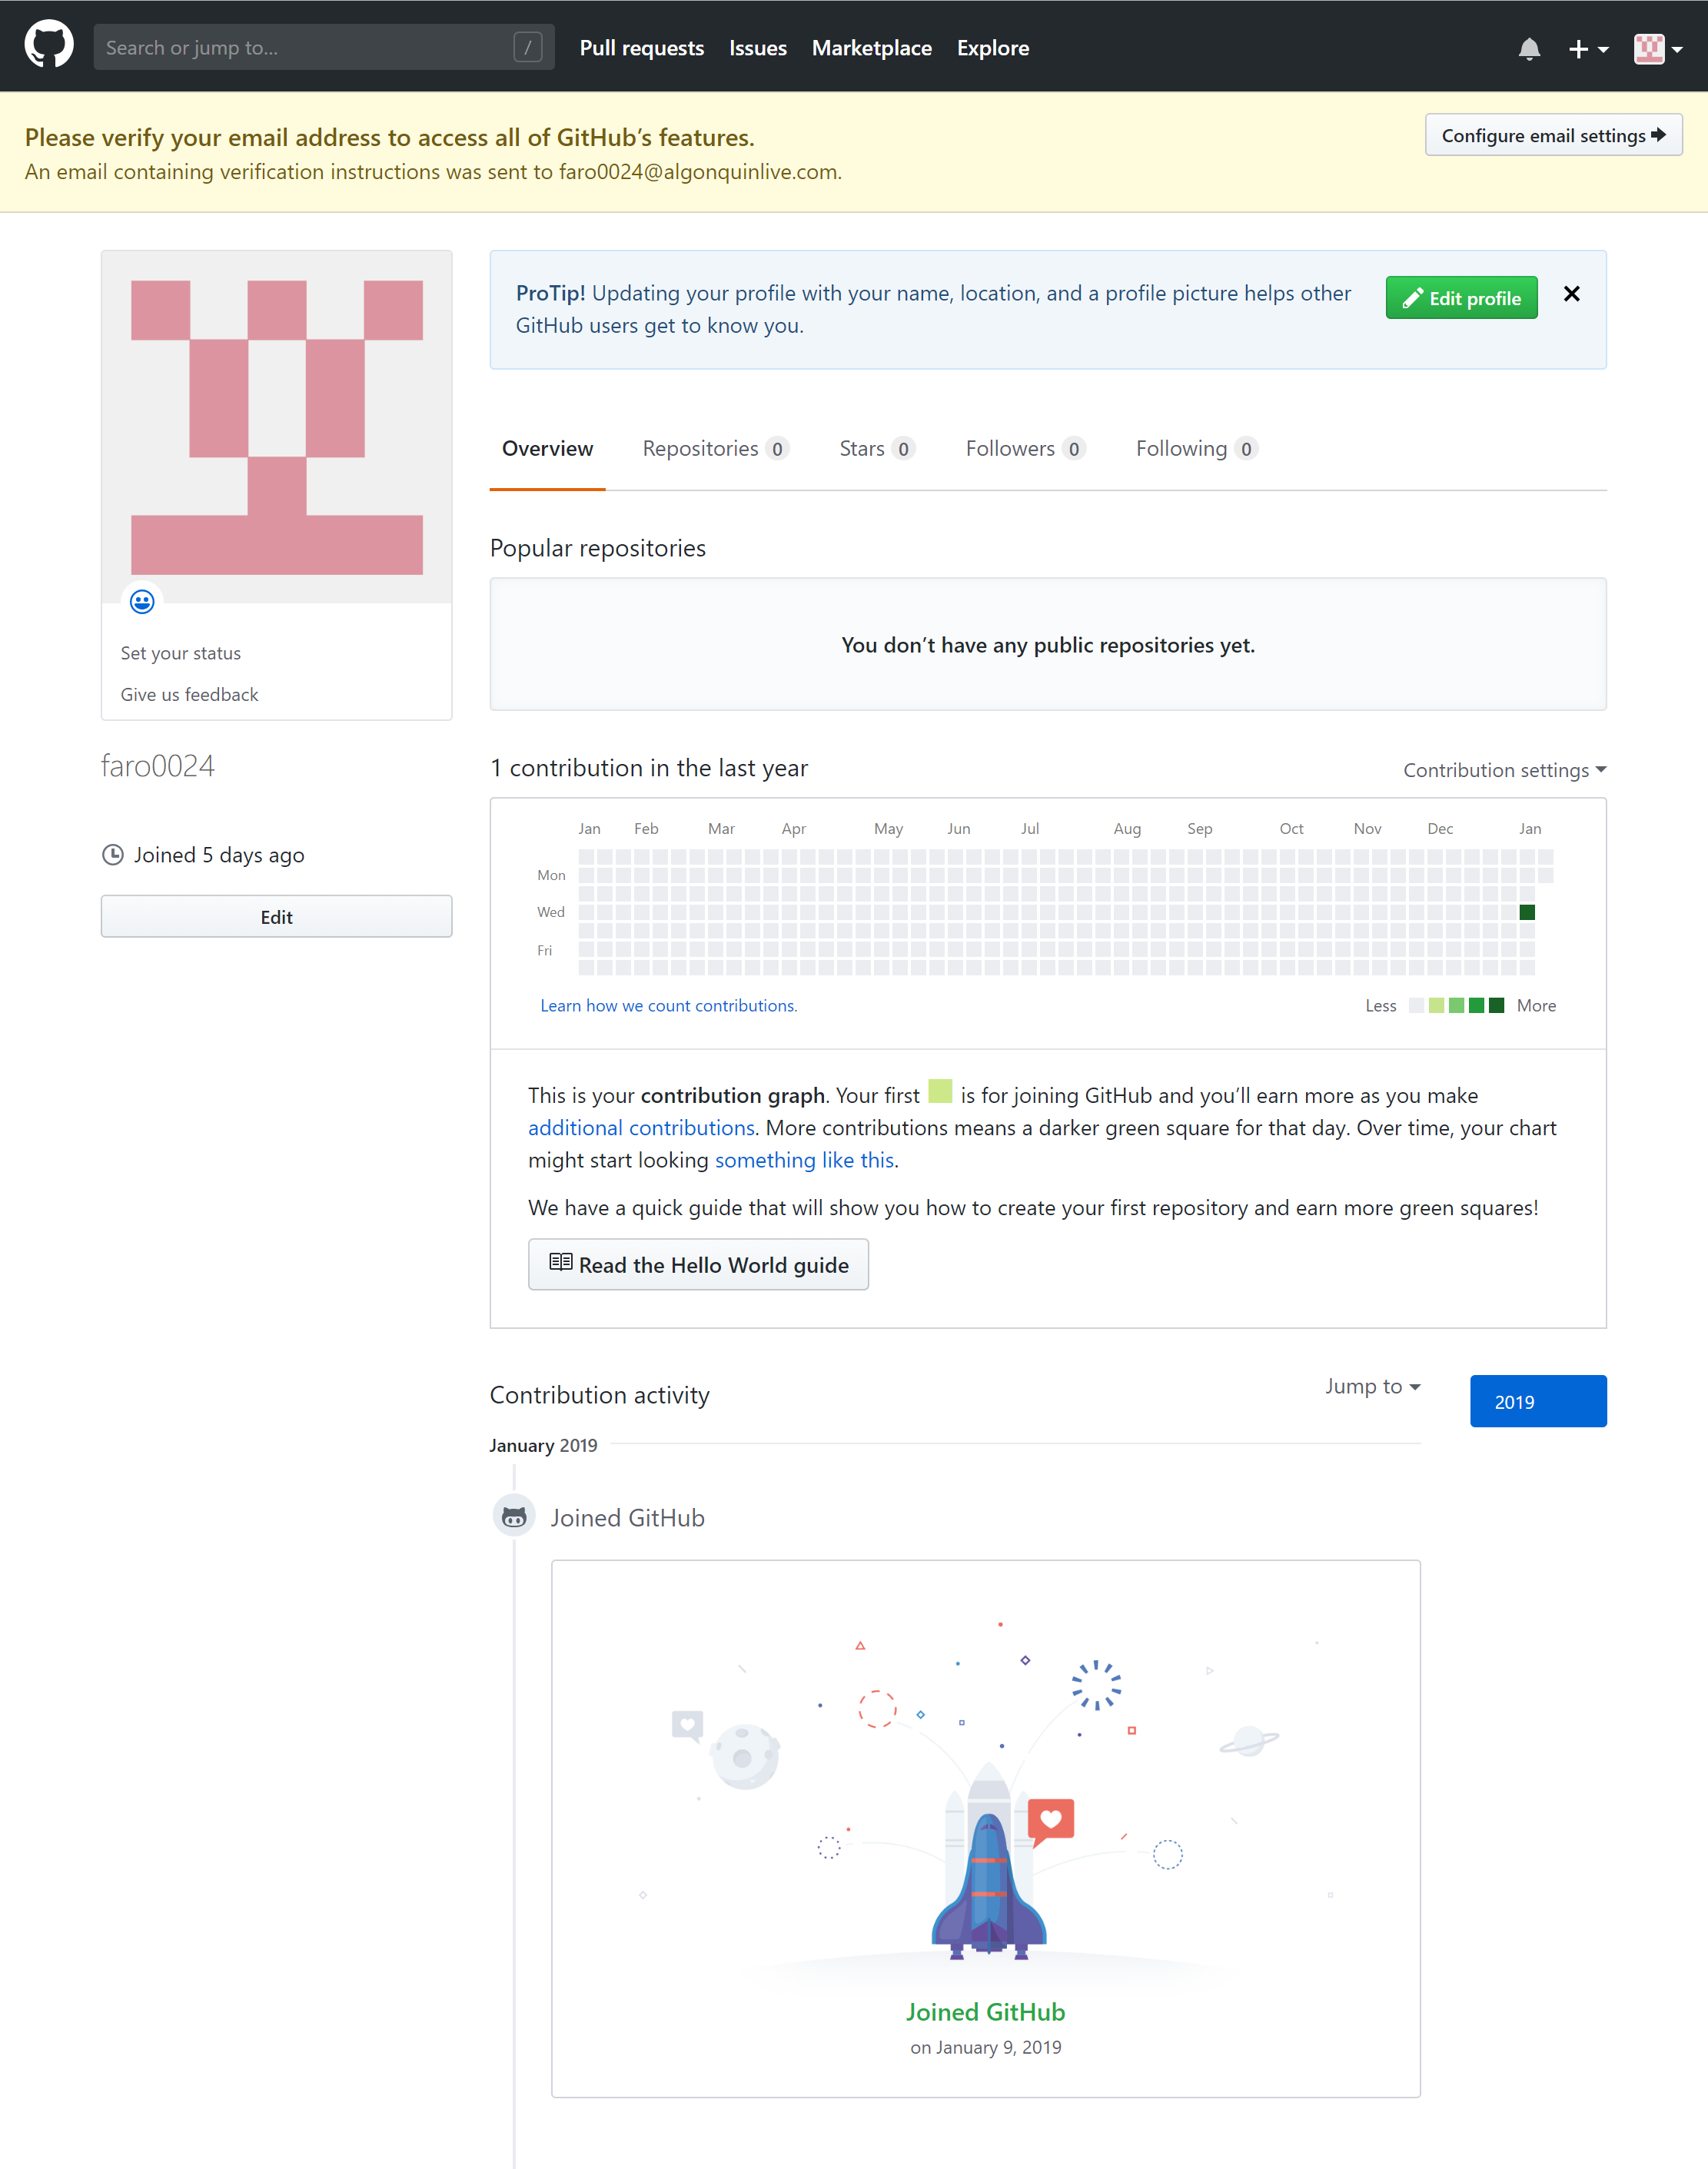 Search or jump to... /
Pull requests Issues Marketplace Explore
Please verify your email address to access all of GitHub’s features.
An email containing verification instructions was sent to faro0024@algonquinlive.com.
Configure email settings
ProTip! Updating your profile with your name, location, and a profile picture helps other
GitHub users get to know you.
Edit profile
Overview Repositories 0 Stars 0 Followers 0 Following 0
Popular repositories
You don’t have any public repositories yet.
Set your status
Give us feedback
faro0024
Joined 5 days ago
Edit
1 contribution in the last year
Contribution settings
Jan Feb Mar Apr May Jun Jul Aug Sep Oct Nov Dec Jan
Mon
Wed
Fri
Learn how we count contributions.
Less More
This is your contribution graph. Your first is for joining GitHub and you’ll earn more as you make
additional contributions. More contributions means a darker green square for that day. Over time, your chart
might start looking something like this.
We have a quick guide that will show you how to create your first repository and earn more green squares!
Read the Hello World guide
Contribution activity
Jump to
2019
January 2019
Joined GitHub
Joined GitHub
on January 9, 2019